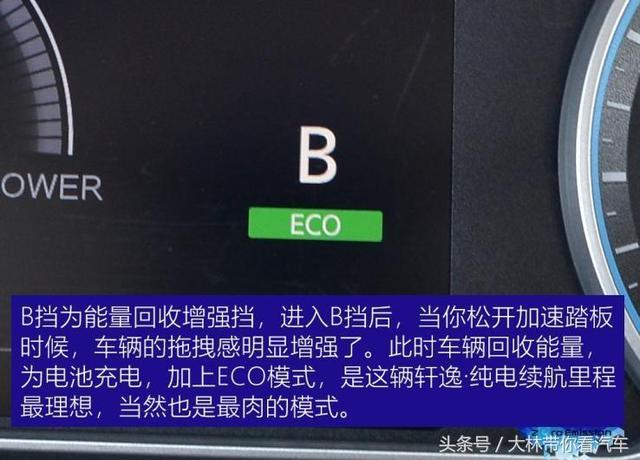 B
OWER
ECO
B挡为能量回收增强挡，进入B挡后，当你松开加速踏板
时候，车辆的拖拽感明显增强了。此时车辆回收能量，
为电池充电，加上ECO模式，是这辆轩逸·纯电续航里程
最理想，当然也是最肉的模式。
Zero Emission
头条号／大林带你看汽车